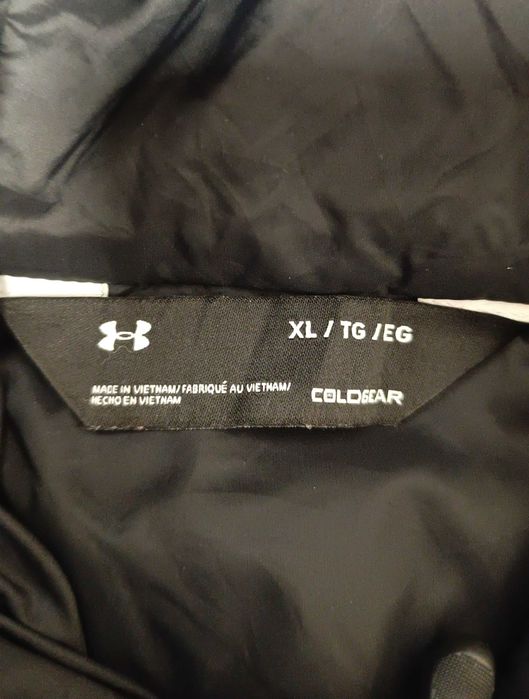 XL / TG / EG
MADE IN VIETNAM/FABRIQUÉ AU VIETNAM/
HECHO EN VIETNAM
COLDGEAR